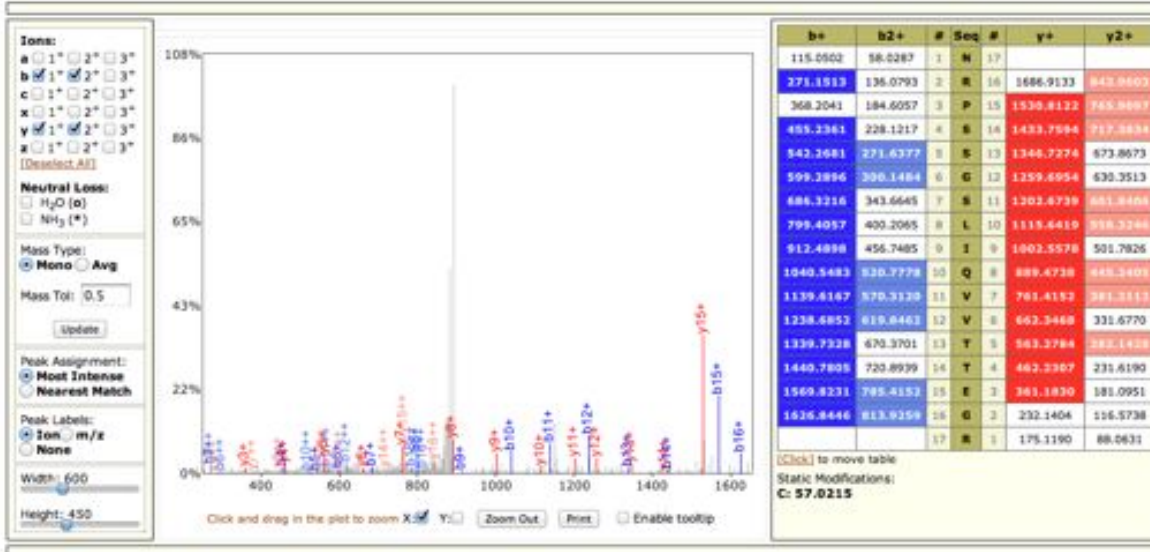 Ions:
a 1+ 2+ 3+
b 1+ 2+ 3+
c 1+ 2+ 3+
x 1+ 2+ 3+
y 1+ 2+ 3+
z 1+ 2+ 3+
[Deselect All]
Neutral Loss:
H2O (o)
NH3 (*)
Mass Type:
Mono Avg
Mass Tol: 0.5
Update
Peak Assignment:
Most Intense
Nearest Match
Peak Labels:
Ion m/z
None
Width: 600
Height: 450
108%
86%
65%
43%
22%
0%
y15+
b15+
b16+
b12+
b11+
b10+
y9+
b9+
y10+
y11+
y12+
b7+
400 600 800 1000 1200 1400 1600
Click and drag in the plot to zoom X: Y: Zoom Out Print Enable tooltip
b+ b2+ # Seq # y+ y2+
115.0502 58.0287 1 N 17
271.1513 136.0793 2 R 16 1686.9133
368.2041 184.6057 3 P 15 1530.8122
455.2361 228.1217 4 S 14 1433.7594
542.2681 271.6377 5 S 13 1346.7274 673.8673
599.2896 300.1484 6 G 12 1259.6954 630.3513
686.3216 343.6645 7 S 11 1202.6739
799.4057 400.2065 8 L 10 1115.6419
912.4898 456.7485 9 I 9 1002.5578 501.7826
1040.5483 520.7778 10 Q 8 889.4738
1139.6167 570.3120 11 V 7 761.4152
1238.6852 619.8462 12 V 6 662.3468 331.6770
1339.7328 670.3701 13 T 5 563.2784
1440.7805 720.8939 14 T 4 462.2307 231.6190
1569.8231 785.4152 15 E 3 361.1830 181.0951
1626.8446 813.9259 16 G 2 232.1404 116.5738
17 R 1 175.1190 88.0631
[Click] to move table
Static Modifications:
C: 57.0215